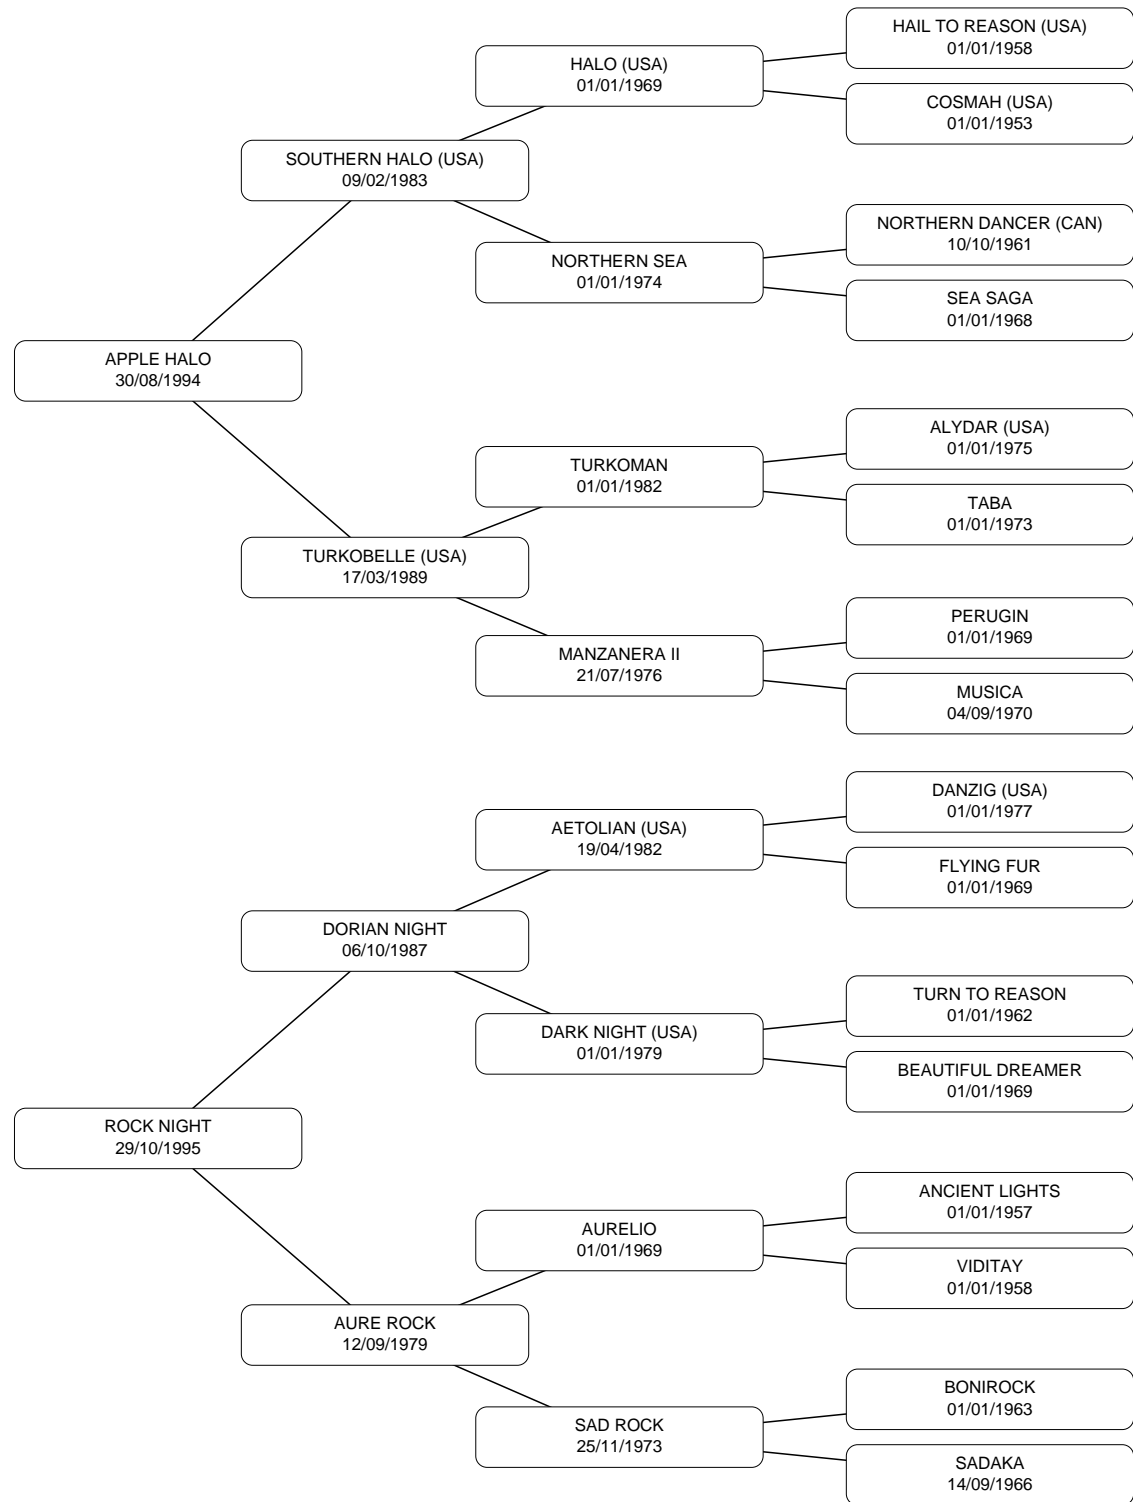 HAIL TO REASON (USA)
01/01/1958
HALO (USA)
01/01/1969
COSMAH (USA)
01/01/1953
SOUTHERN HALO (USA)
09/02/1983
NORTHERN DANCER (CAN)
10/10/1961
NORTHERN SEA
01/01/1974
SEA SAGA
01/01/1968
APPLE HALO
30/08/1994
ALYDAR (USA)
01/01/1975
TURKOMAN
01/01/1982
TABA
01/01/1973
TURKOBELLE (USA)
17/03/1989
PERUGIN
01/01/1969
MANZANERA II
21/07/1976
MUSICA
04/09/1970
DANZIG (USA)
01/01/1977
AETOLIAN (USA)
19/04/1982
FLYING FUR
01/01/1969
DORIAN NIGHT
06/10/1987
TURN TO REASON
01/01/1962
DARK NIGHT (USA)
01/01/1979
BEAUTIFUL DREAMER
01/01/1969
ROCK NIGHT
29/10/1995
ANCIENT LIGHTS
01/01/1957
AURELIO
01/01/1969
VIDITAY
01/01/1958
AURE ROCK
12/09/1979
BONIROCK
01/01/1963
SAD ROCK
25/11/1973
SADAKA
14/09/1966